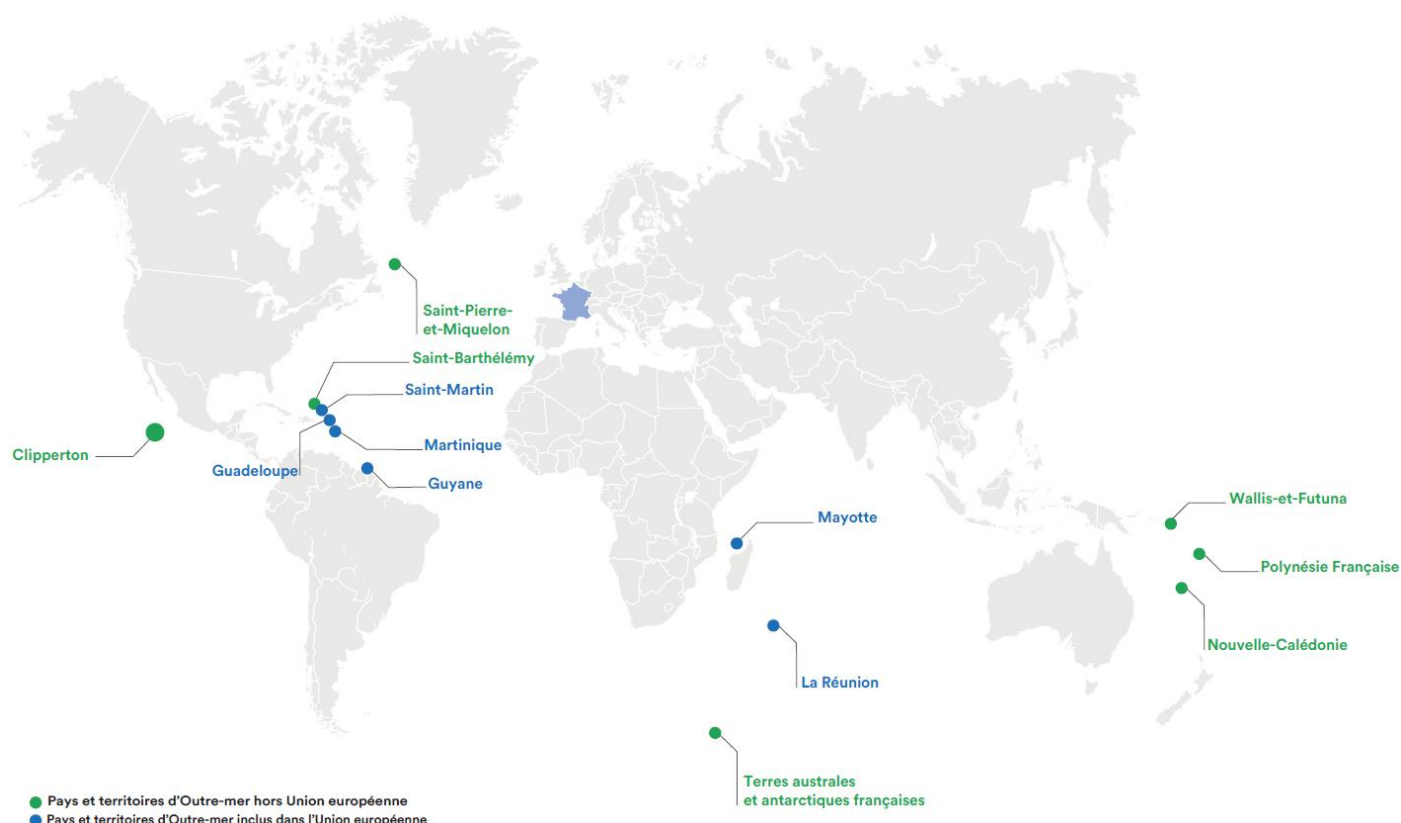 Saint-Pierre-
et-Miquelon
Saint-Barthélémy
Saint-Martin
Clipperton
Martinique
Guadeloupe
Guyane
Wallis-et-Futuna
Mayotte
Polynésie Française
Nouvelle-Calédonie
La Réunion
Terres australes
et antarctiques françaises
Pays et territoires d'Outre-mer hors Union européenne
Pays et territoires d'Outre-mer inclus dans l'Union européenne